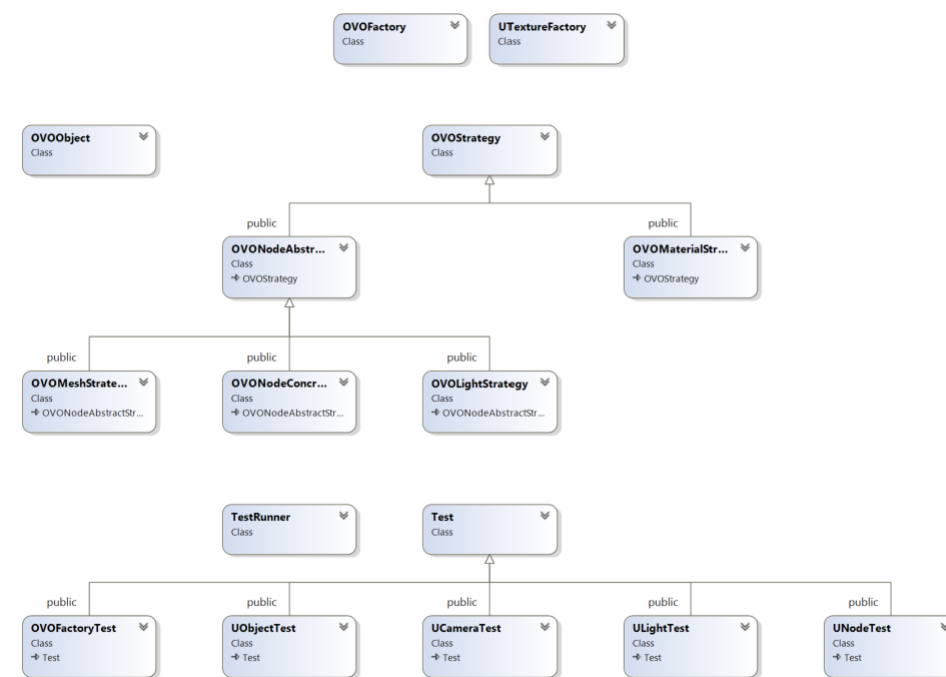 OVOFactory
Class
UTextureFactory
Class
OVOObject
Class
OVOStrategy
Class
public
public
OVONodeAbstr...
Class
OVOStrategy
OVOMaterialStr...
Class
OVOStrategy
public
public
public
OVOMeshStrate...
Class
OVONodeAbstractStr...
OVONodeConcr...
Class
OVONodeAbstractStr...
OVOLightStrategy
Class
OVONodeAbstractStr...
TestRunner
Class
Test
Class
public
public
public
public
public
OVOFactoryTest
Class
Test
UObjectTest
Class
Test
UCameraTest
Class
Test
ULightTest
Class
Test
UNodeTest
Class
Test